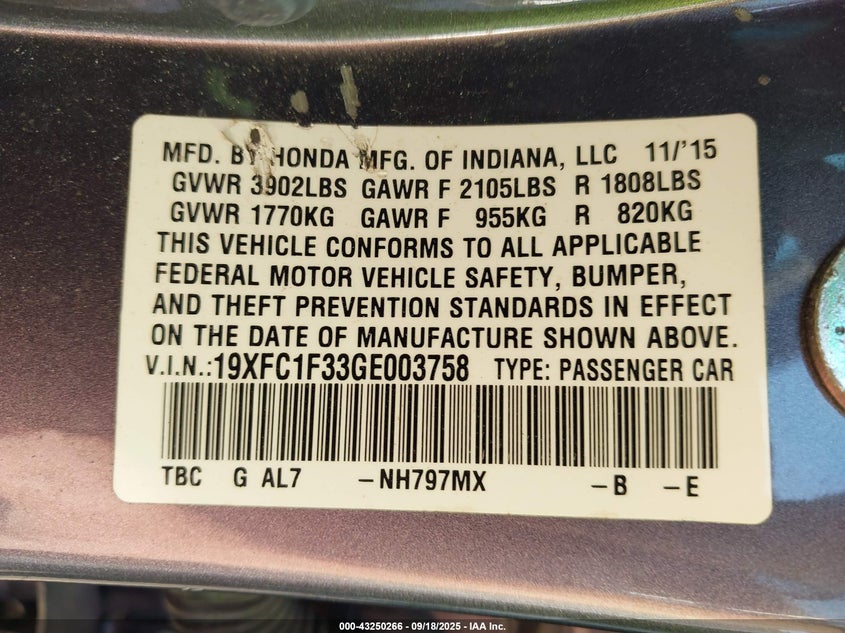 MFD. BY HONDA MFG. OF INDIANA, LLC 11/'15
GVWR 3902LBS GAWR F 2105LBS R 1808LBS
GVWR 1770KG GAWR F 955KG R 820KG
THIS VEHICLE CONFORMS TO ALL APPLICABLE
FEDERAL MOTOR VEHICLE SAFETY, BUMPER,
AND THEFT PREVENTION STANDARDS IN EFFECT
ON THE DATE OF MANUFACTURE SHOWN ABOVE.
V.I.N.:19XFC1F33GE003758 TYPE: PASSENGER CAR
TBC G AL7 –NH797MX –B –E
000-43250266 - 09/18/2025 - IAA Inc.